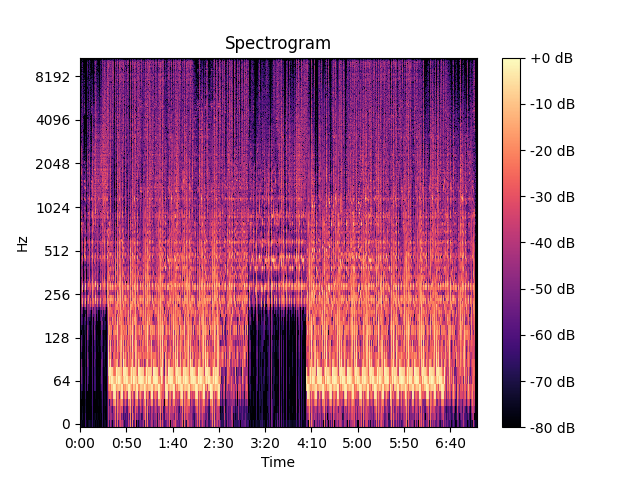 Spectrogram
+0 dB
8192
-10 dB
4096
-20 dB
2048
-30 dB
1024
-40 dB
Hz
512
-50 dB
256
-60 dB
128
-70 dB
64
0
-80 dB
0:00 0:50 1:40 2:30 3:20 4:10 5:00 5:50 6:40
Time